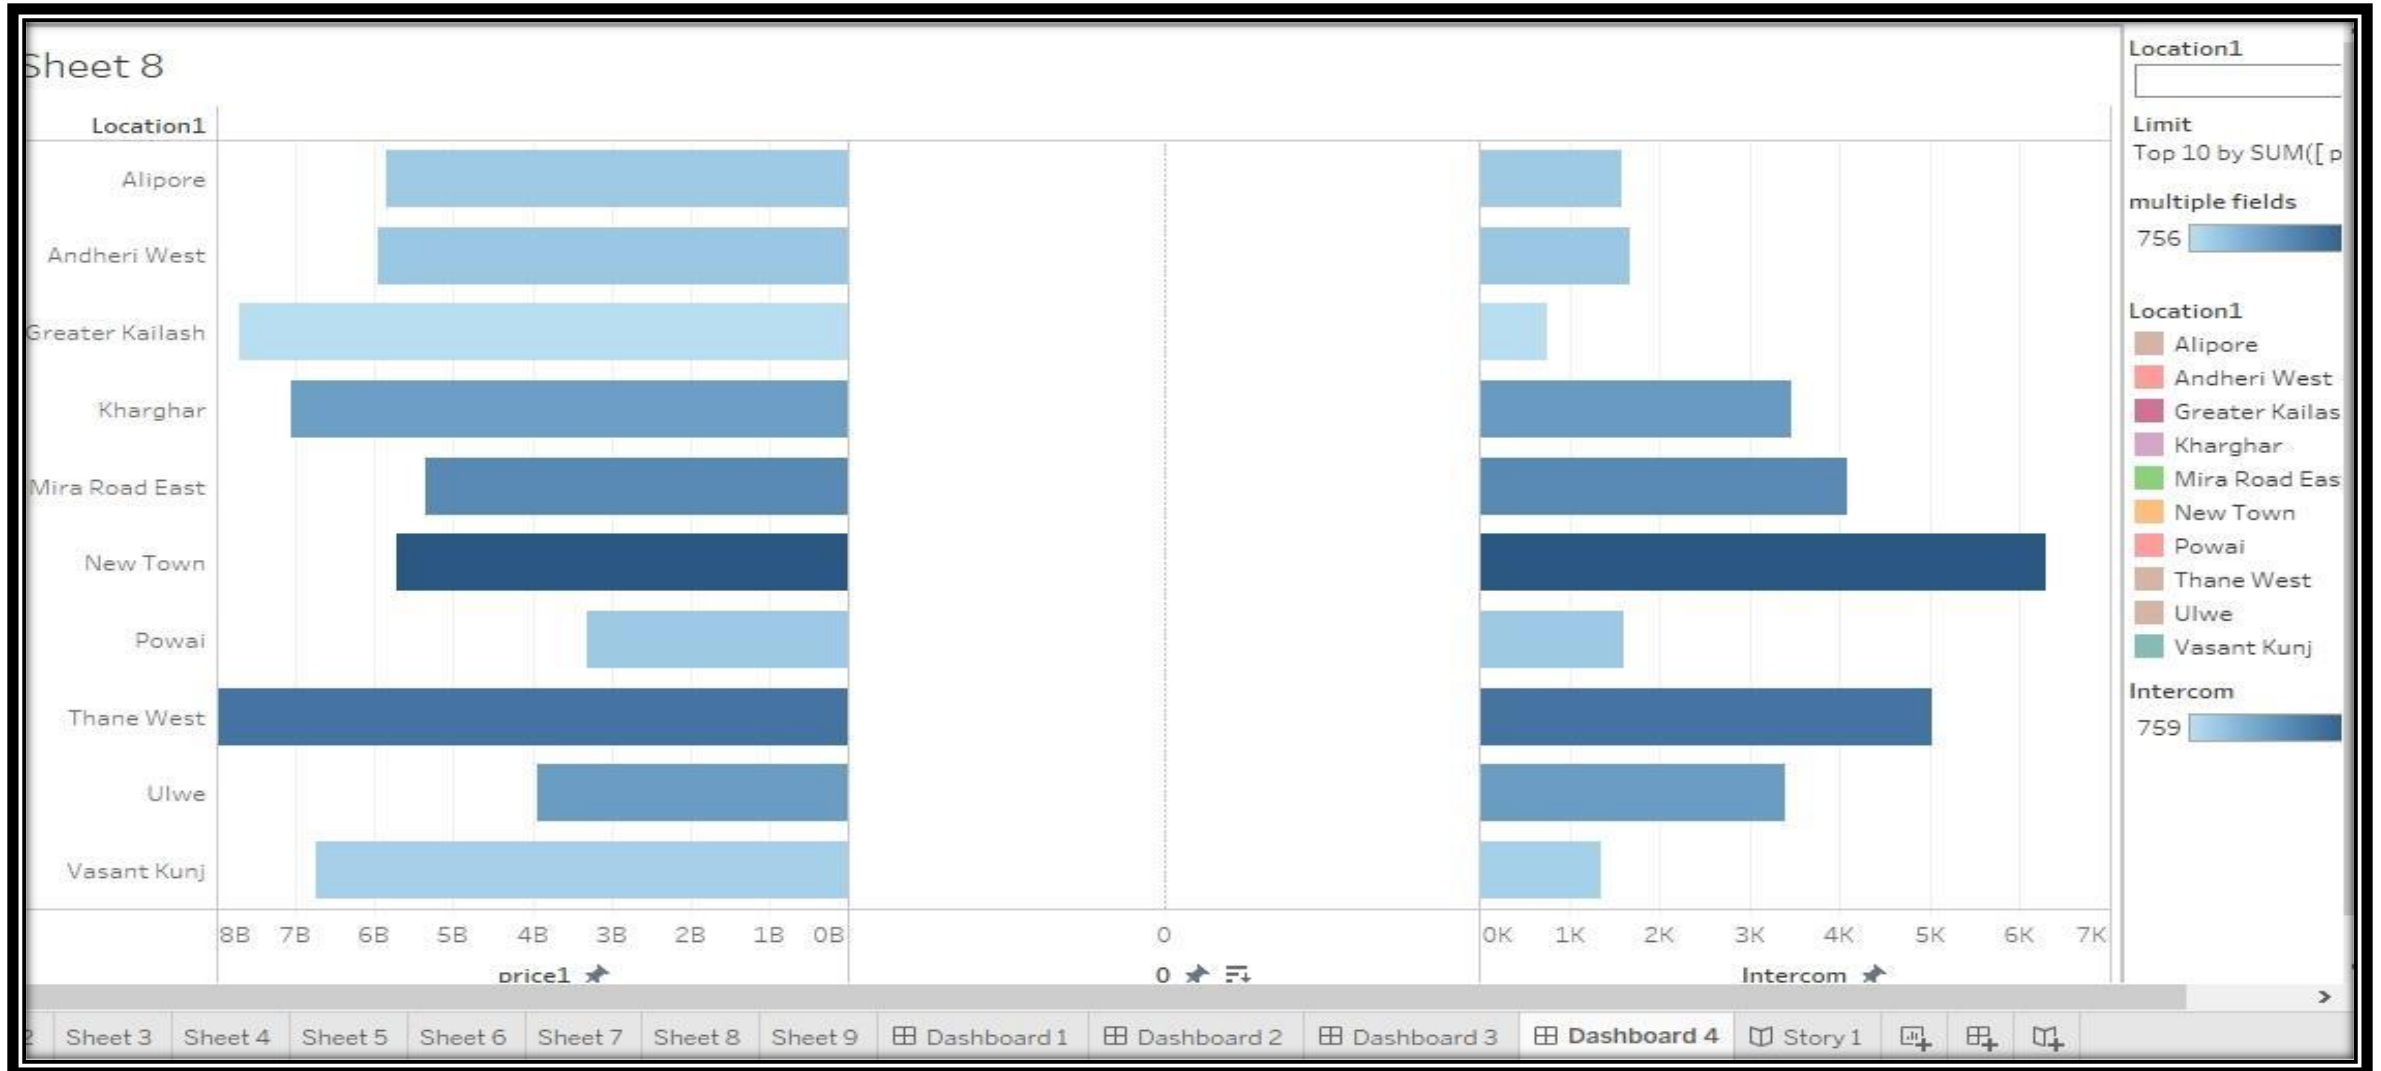 Sheet 8
Location1
Alipore
Andheri West
Greater Kailash
Kharghar
Mira Road East
New Town
Powai
Thane West
Ulwe
Vasant Kunj
8B 7B 6B 5B 4B 3B 2B 1B 0B
price1
0
0
0K 1K 2K 3K 4K 5K 6K 7K
Intercom
Location1
Limit
Top 10 by SUM([ p
multiple fields
756
Location1
Alipore
Andheri West
Greater Kailas
Kharghar
Mira Road Eas
New Town
Powai
Thane West
Ulwe
Vasant Kunj
Intercom
759
2 Sheet 3 Sheet 4 Sheet 5 Sheet 6 Sheet 7 Sheet 8 Sheet 9 Dashboard 1 Dashboard 2 Dashboard 3 Dashboard 4 Story 1